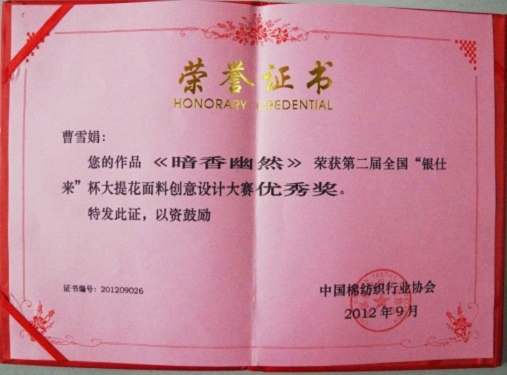 荣誉证书
HONORARY CREDENTIAL
曹雪娟:
您的作品《暗香幽然》荣获第二届全国“银仕
来”杯大提花面料创意设计大赛优秀奖。
特发此证,以资鼓励
证书编号: 201209026
中国棉纺织行业协会
2012年9月